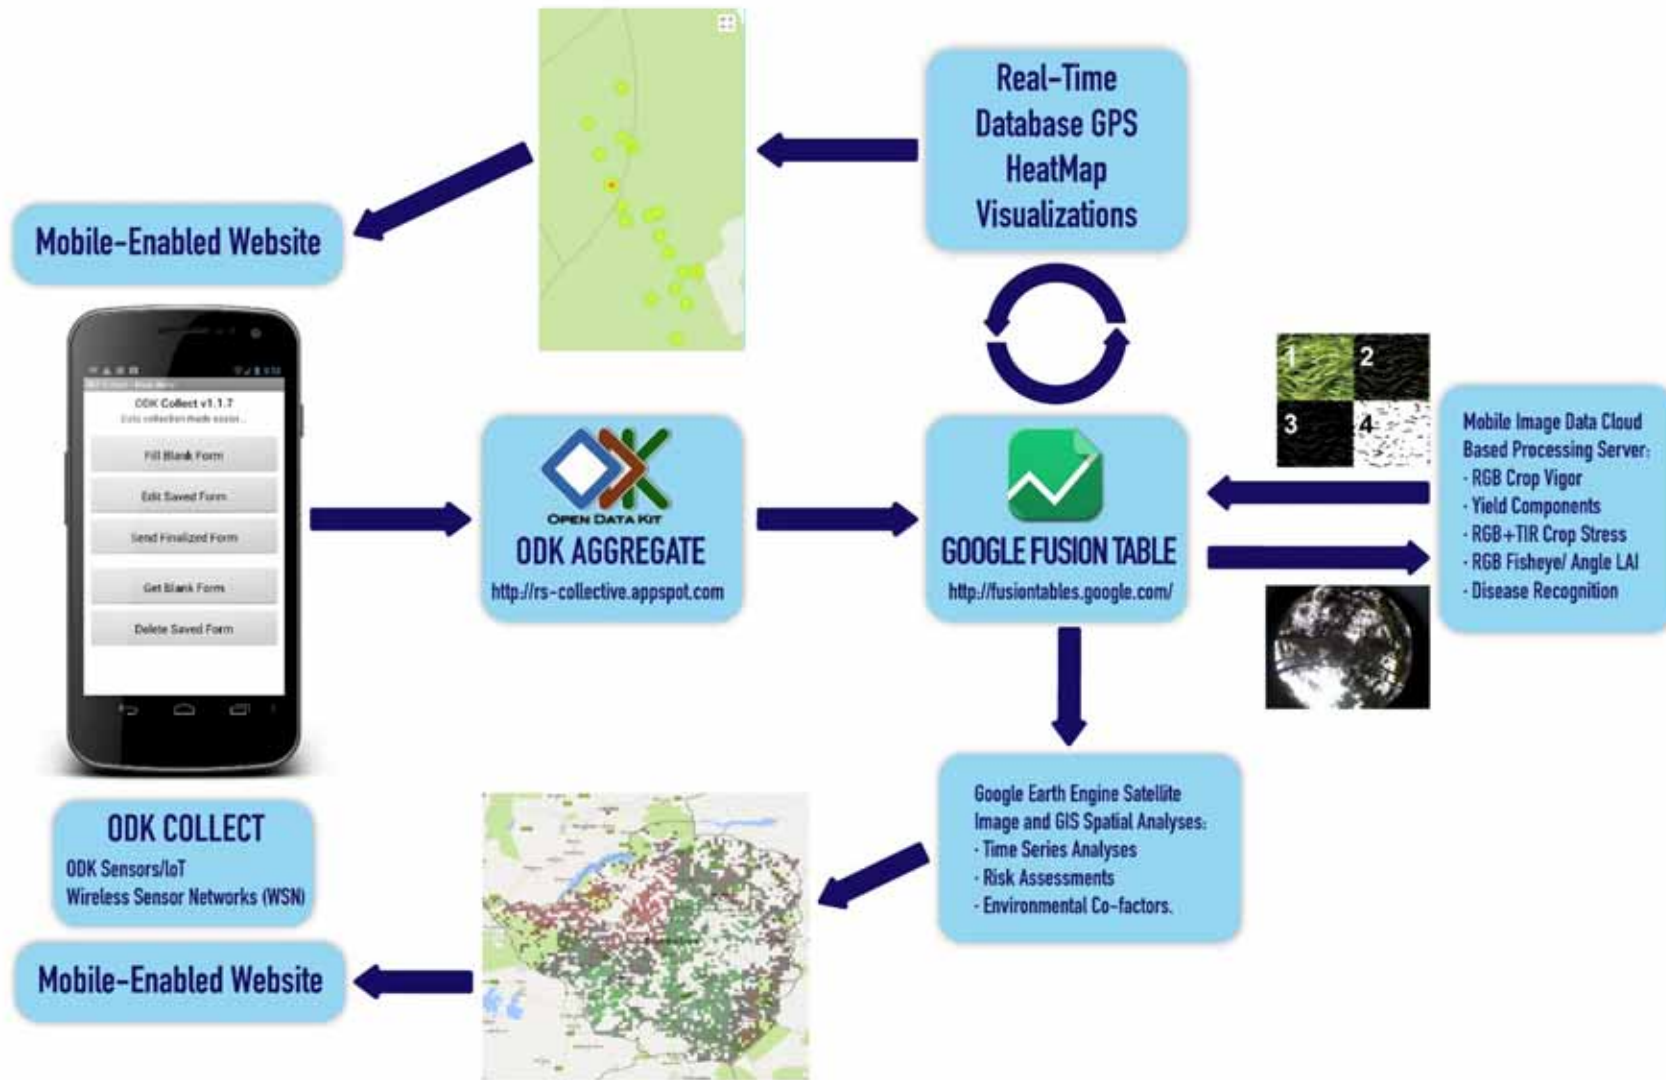 Real-Time
Database GPS
HeatMap
Visualizations
Mobile-Enabled Website
ODK Collect v1.1.7
Data collection made easier...
Fill Blank Form
Edit Saved Form
Send Finalized Form
Get Blank Form
Delete Saved Form
OPEN DATA KIT
ODK AGGREGATE
http://rs-collective.appspot.com
GOOGLE FUSION TABLE
http://fusiontables.google.com/
1
2
3
4
Mobile Image Data Cloud
Based Processing Server:
· RGB Crop Vigor
· Yield Components
· RGB+TIR Crop Stress
· RGB Fisheye/ Angle LAI
· Disease Recognition
Google Earth Engine Satellite
Image and GIS Spatial Analyses:
· Time Series Analyses
· Risk Assessments
· Environmental Co-factors.
ODK COLLECT
ODK Sensors/IoT
Wireless Sensor Networks (WSN)
Mobile-Enabled Website